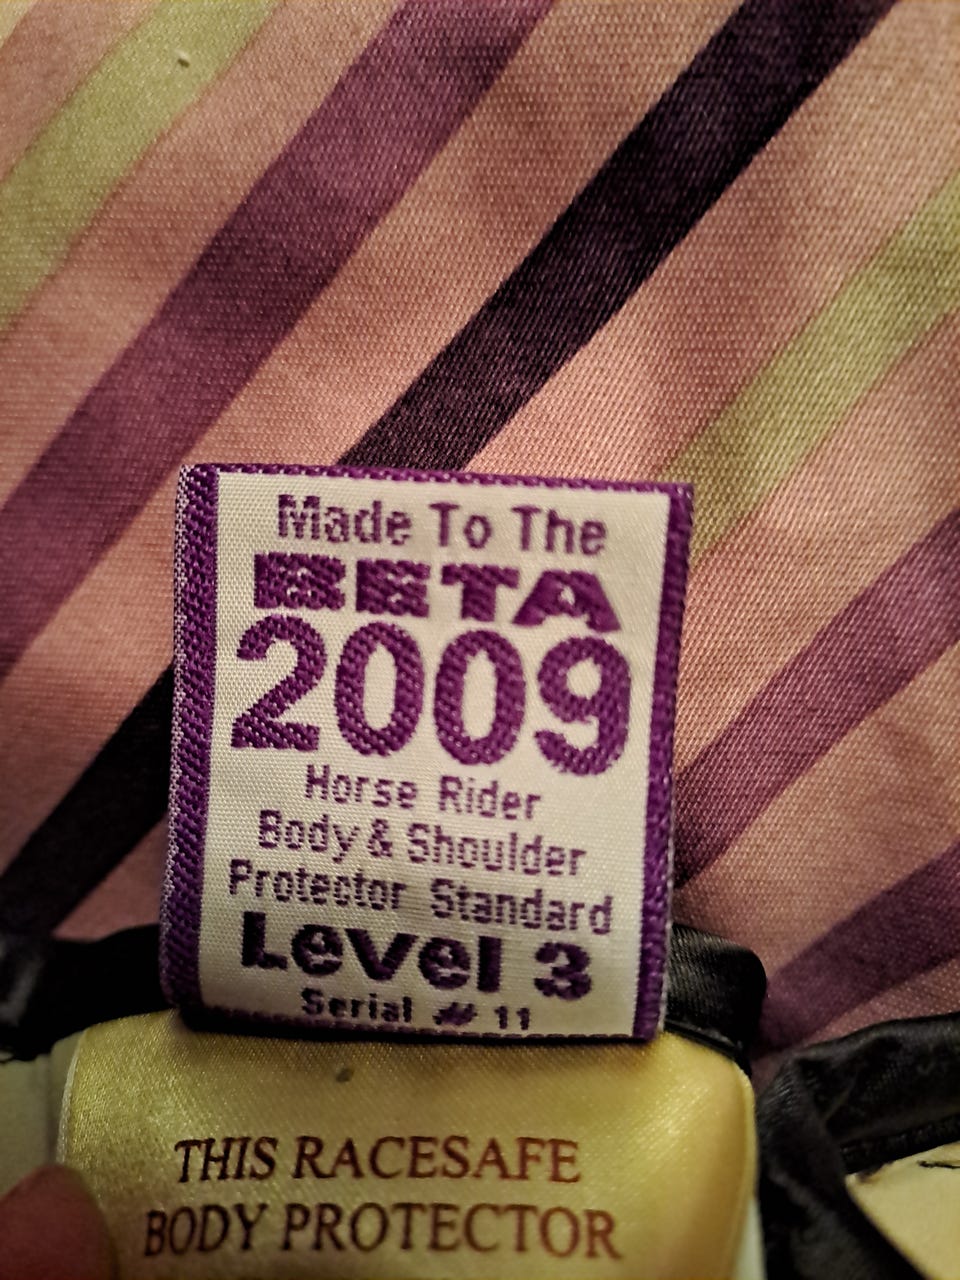 Made To The
BETA
2009
Horse Rider
Body & Shoulder
Protector Standard
Level 3
Serial # 11
THIS RACESAFE
BODY PROTECTOR